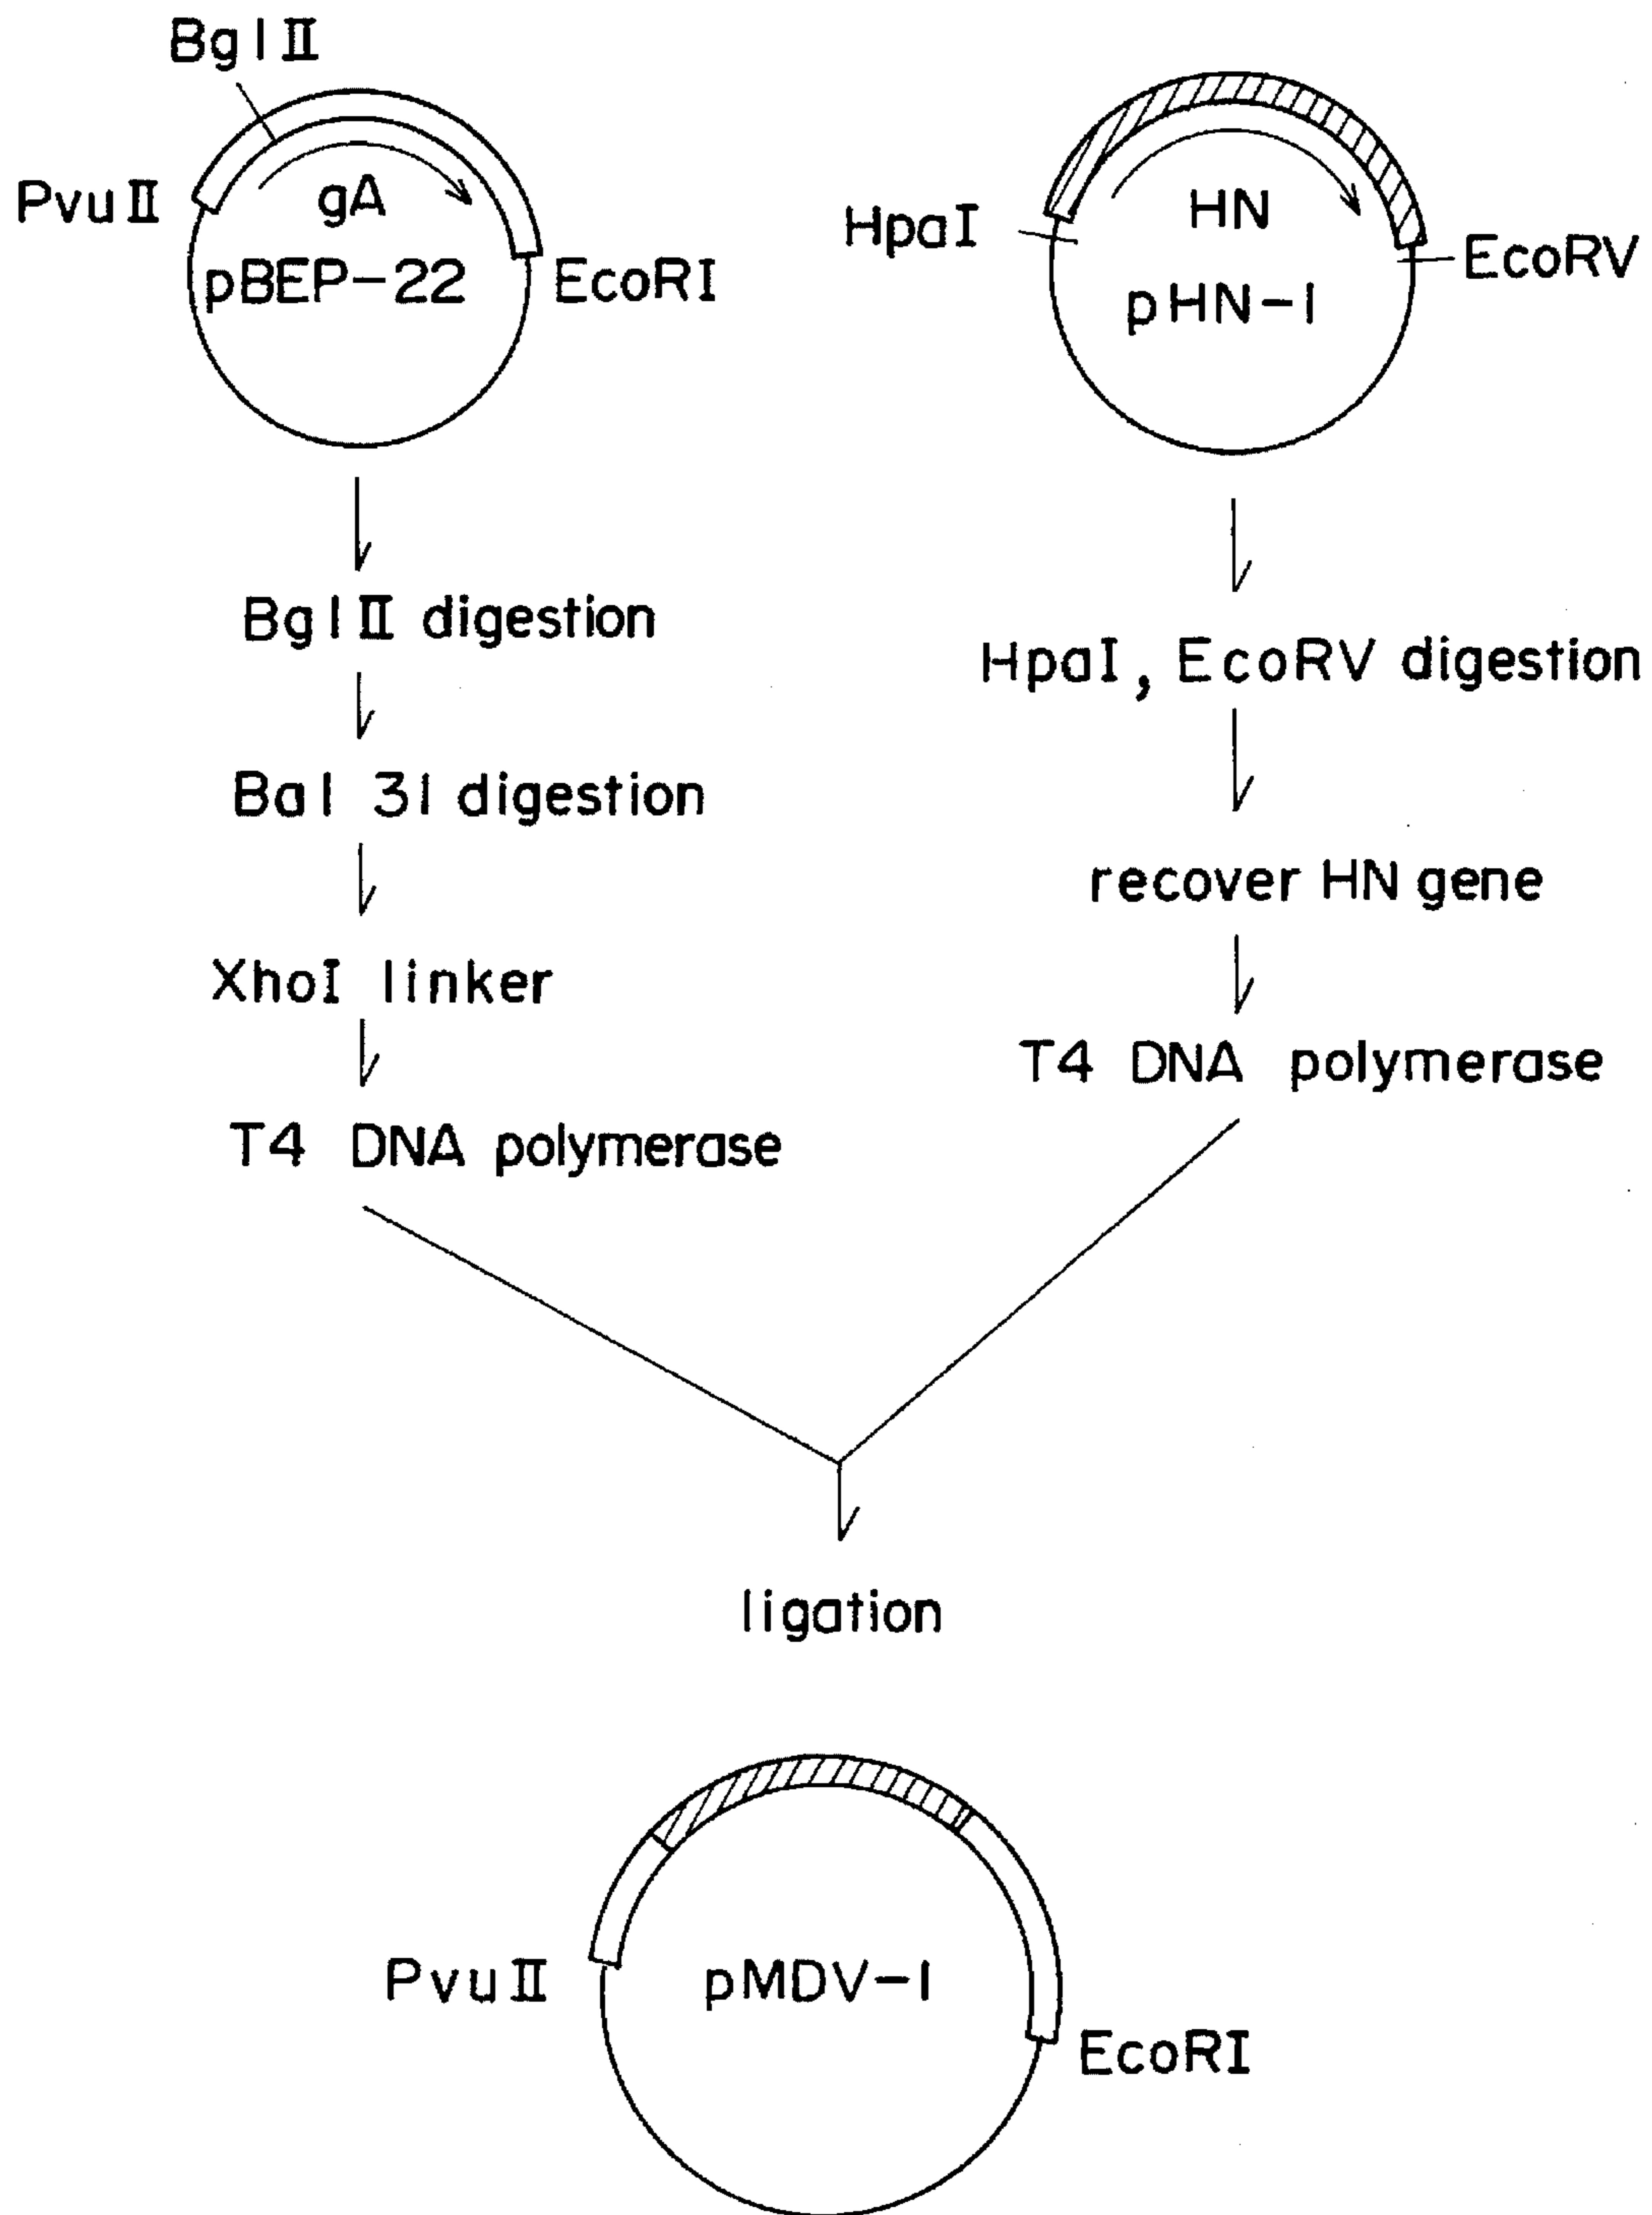 BglⅡ
PvuⅡ
gA
pBEP-22
EcoRI
HpaI
HN
pHN-1
EcoRV
BglⅡ digestion
Bal 31 digestion
XhoI linker
T4 DNA polymerase
HpaI, EcoRV digestion
recover HN gene
T4 DNA polymerase
ligation
PvuⅡ
pMDV-1
EcoRI